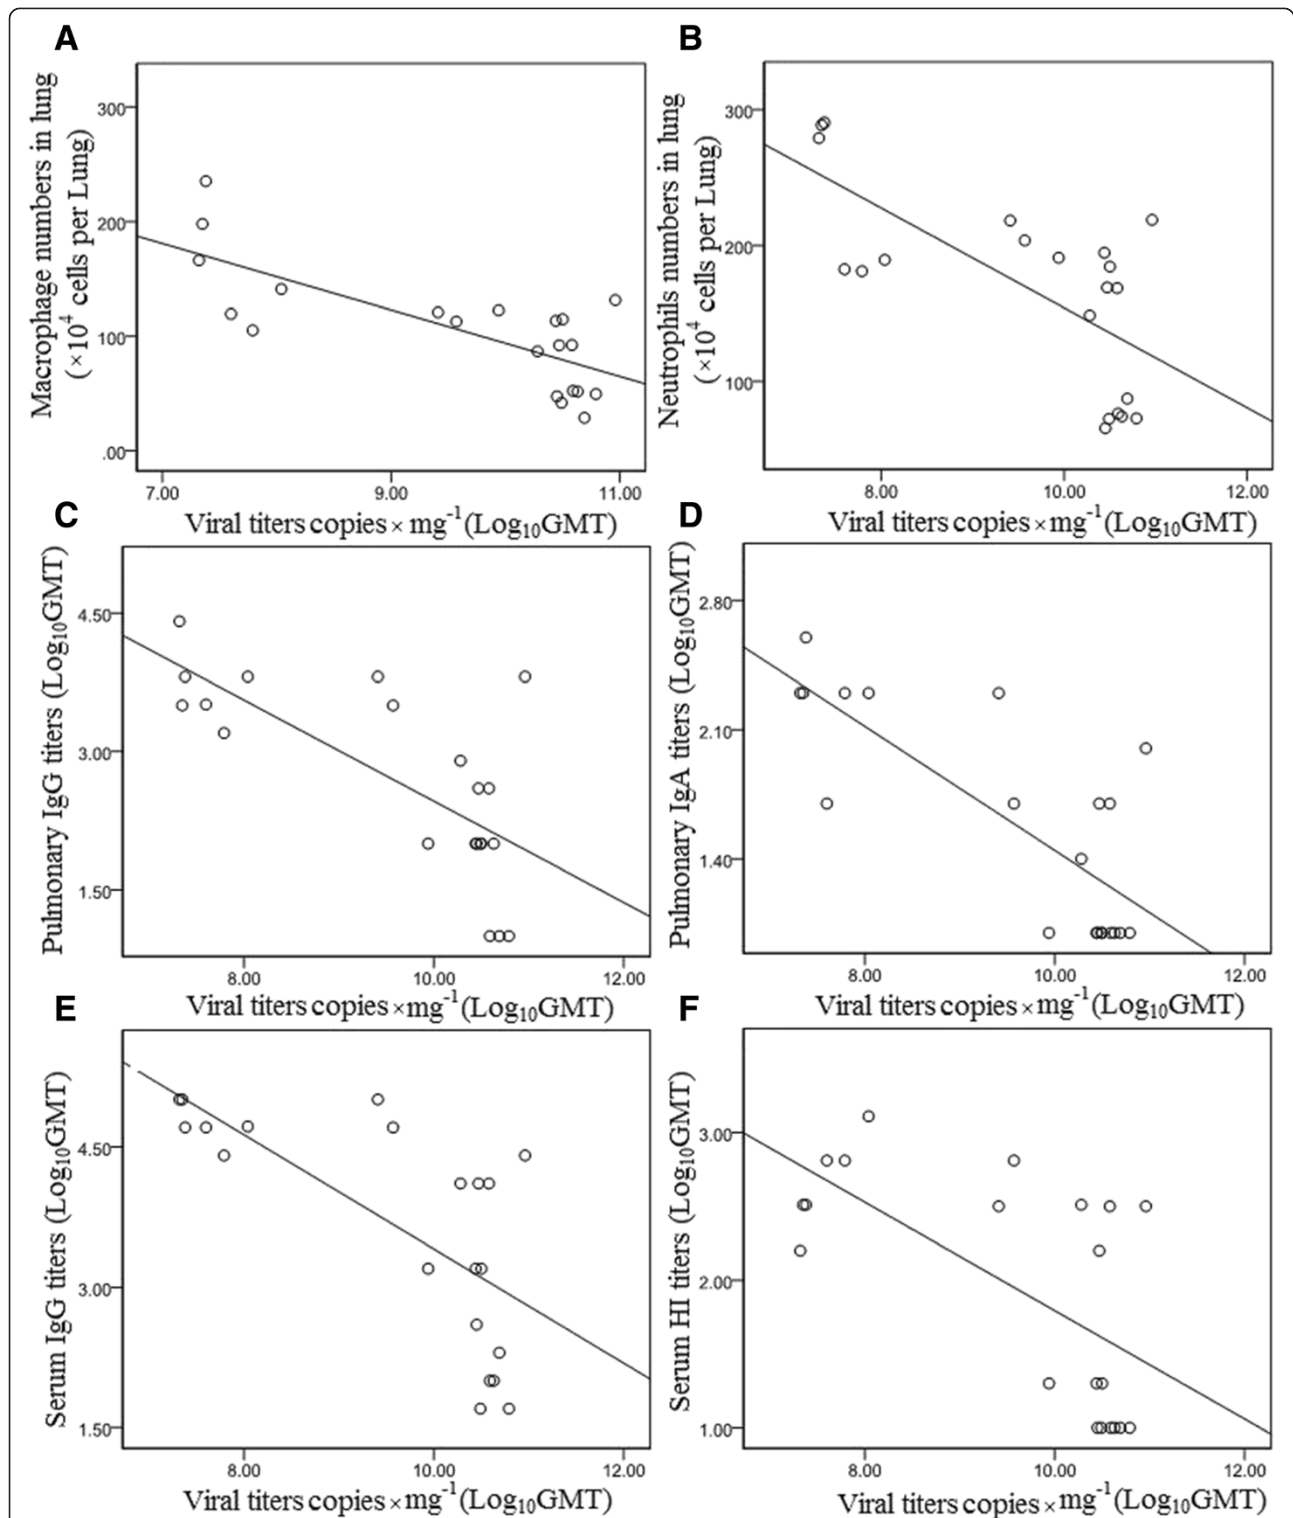 A
Macrophage numbers in lung
(×10⁴ cells per Lung)
300
200
100
.00
7.00 9.00 11.00
Viral titers copies × mg⁻¹ (Log₁₀GMT)
B
Neutrophils numbers in lung
(×10⁴ cells per Lung)
300
200
100
8.00 10.00 12.00
Viral titers copies × mg⁻¹ (Log₁₀GMT)
C
Pulmonary IgG titers (Log₁₀GMT)
4.50
3.00
1.50
8.00 10.00 12.00
Viral titers copies × mg⁻¹ (Log₁₀GMT)
D
Pulmonary IgA titers (Log₁₀GMT)
2.80
2.10
1.40
8.00 10.00 12.00
Viral titers copies × mg⁻¹ (Log₁₀GMT)
E
Serum IgG titers (Log₁₀GMT)
4.50
3.00
1.50
8.00 10.00 12.00
Viral titers copies × mg⁻¹ (Log₁₀GMT)
F
Serum HI titers (Log₁₀GMT)
3.00
2.00
1.00
8.00 10.00 12.00
Viral titers copies × mg⁻¹ (Log₁₀GMT)